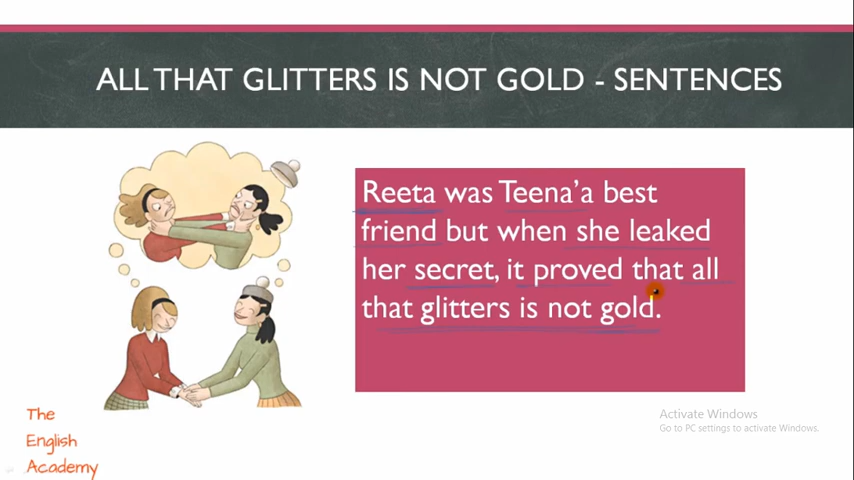 ALL THAT GLITTERS IS NOT GOLD - SENTENCES
Reeta was Teena'a best
friend but when she leaked
her secret, it proved that all
that glitters is not gold.
The
English
Academy
Activate Windows
Go to PC settings to activate Windows.